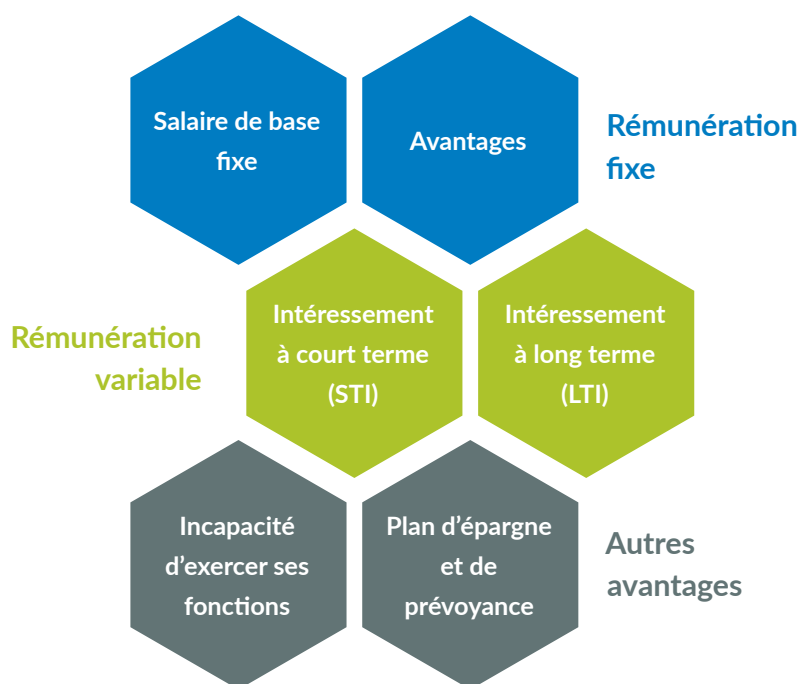 Salaire de base
fixe
Avantages
Rémunération
fixe
Rémunération
variable
Intéressement
à court terme
(STI)
Intéressement
à long terme
(LTI)
Incapacité
d’exercer ses
fonctions
Plan d’épargne
et de
prévoyance
Autres
avantages